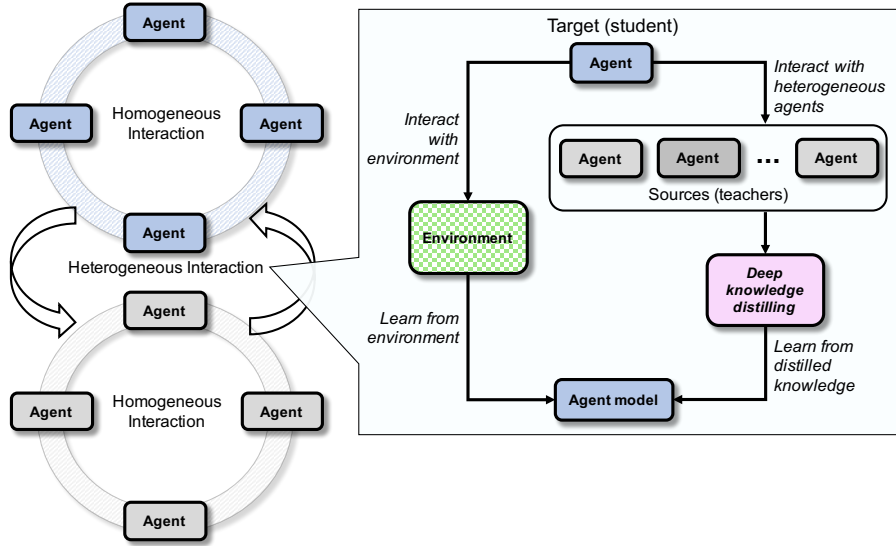 Agent
Agent
Homogeneous
Interaction
Agent
Agent
Heterogeneous Interaction
Agent
Agent
Homogeneous
Interaction
Agent
Agent
Target (student)
Agent
Interact
with
environment
Interact with
heterogeneous
agents
Agent
Agent
...
Agent
Sources (teachers)
Environment
Deep
knowledge
distilling
Learn from
environment
Learn from
distilled
knowledge
Agent model